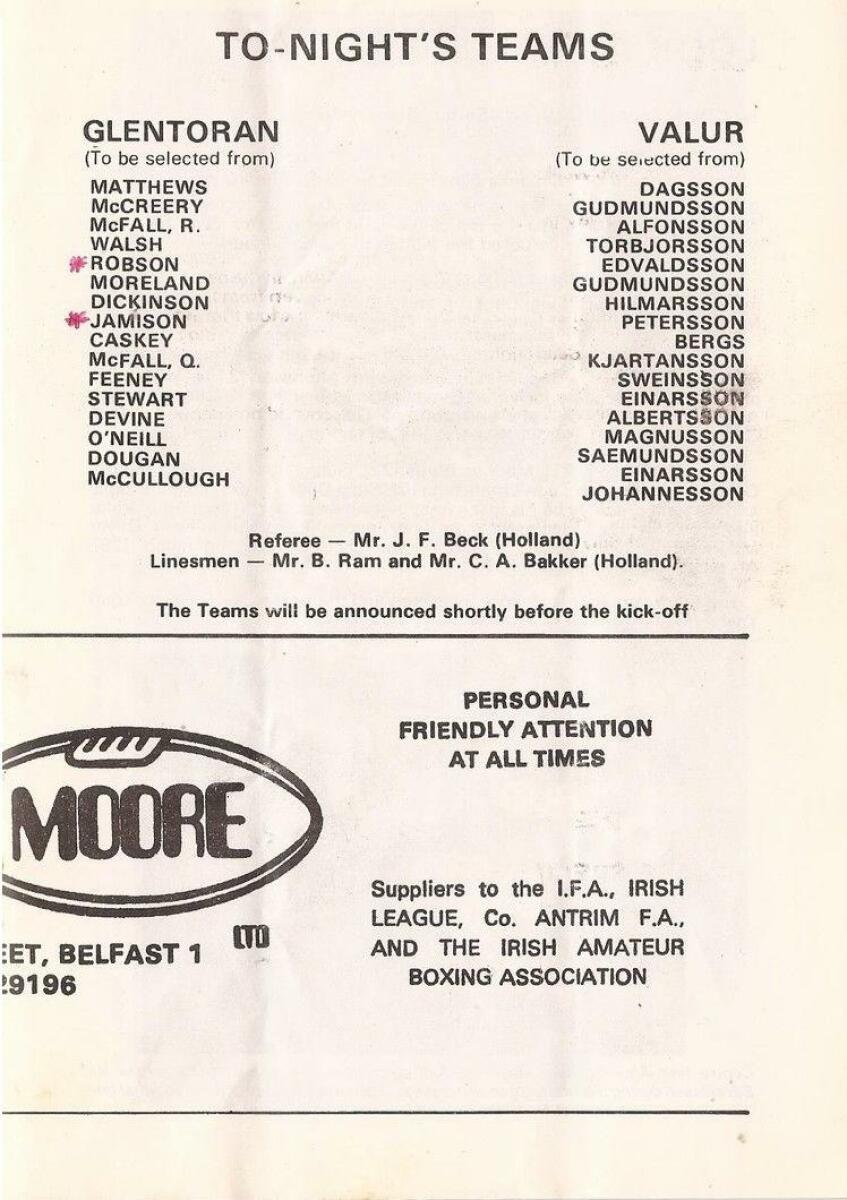 TO-NIGHT'S TEAMS
GLENTORAN
(To be selected from)
MATTHEWS
McCREERY
McFALL, R.
WALSH
ROBSON
MORELAND
DICKINSON
JAMISON
CASKEY
McFALL, Q.
FEENEY
STEWART
DEVINE
O'NEILL
DOUGAN
McCULLOUGH
VALUR
(To be selected from)
DAGSSON
GUDMUNDSSON
ALFONSSON
TORBJORSSON
EDVALDSSON
GUDMUNDSSON
HILMARSSON
PETERSSON
BERGS
KJARTANSSON
SWEINSSON
EINARSSON
ALBERTSSON
MAGNUSSON
SAEMUNDSSON
EINARSSON
JOHANNESSON
Referee — Mr. J. F. Beck (Holland)
Linesmen — Mr. B. Ram and Mr. C. A. Bakker (Holland).
The Teams will be announced shortly before the kick-off
MOORE
LTD
EET, BELFAST 1
29196
PERSONAL
FRIENDLY ATTENTION
AT ALL TIMES
Suppliers to the I.F.A., IRISH
LEAGUE, Co. ANTRIM F.A.,
AND THE IRISH AMATEUR
BOXING ASSOCIATION